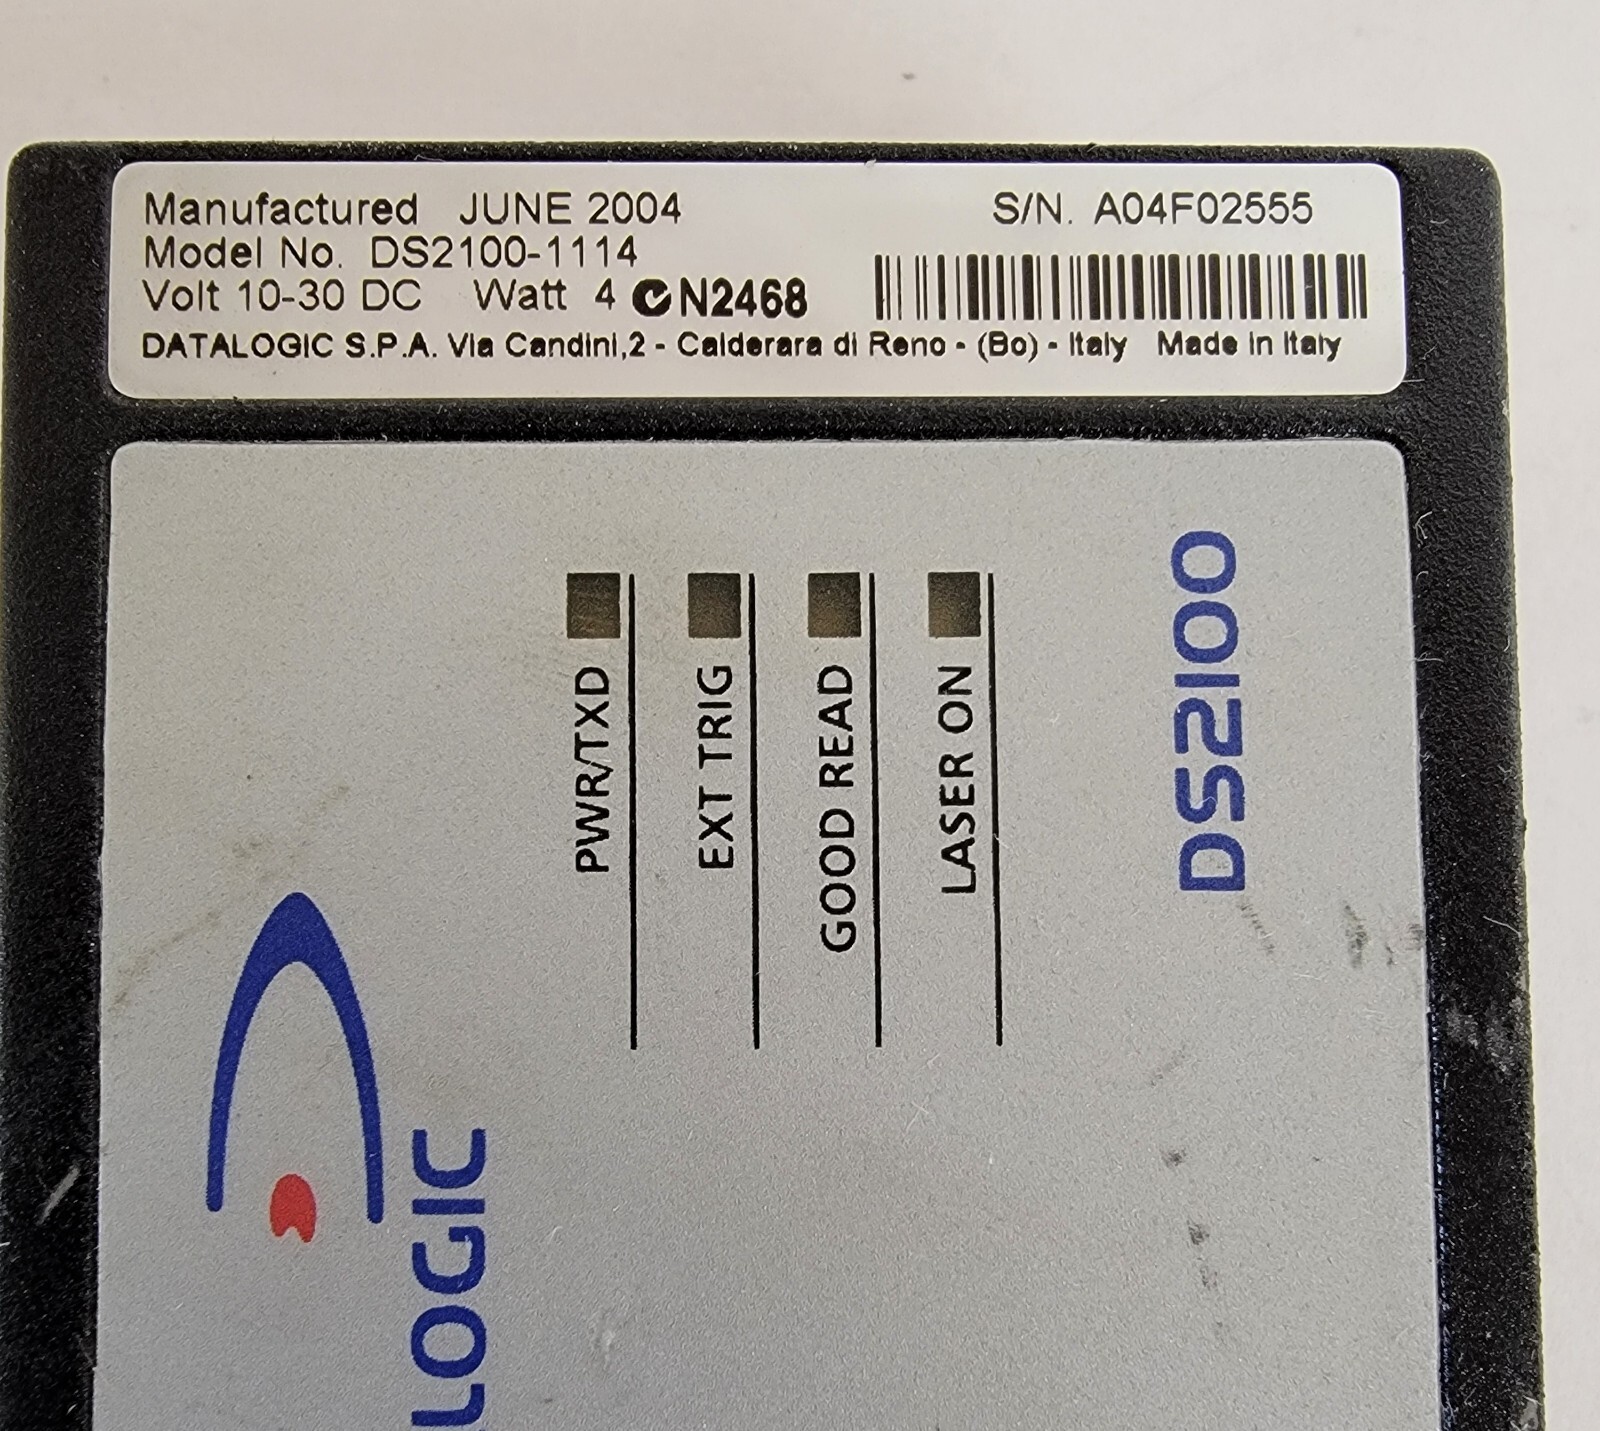 Manufactured JUNE 2004
S/N. A04F02555
Model No. DS2100-1114
Volt 10-30 DC Watt 4 N2468
DATALOGIC S.P.A. Via Candini,2 - Calderara di Reno - (Bo) - Italy Made in Italy
PWR/TXD
EXT TRIG
GOOD READ
LASER ON
DS2100
LOGIC